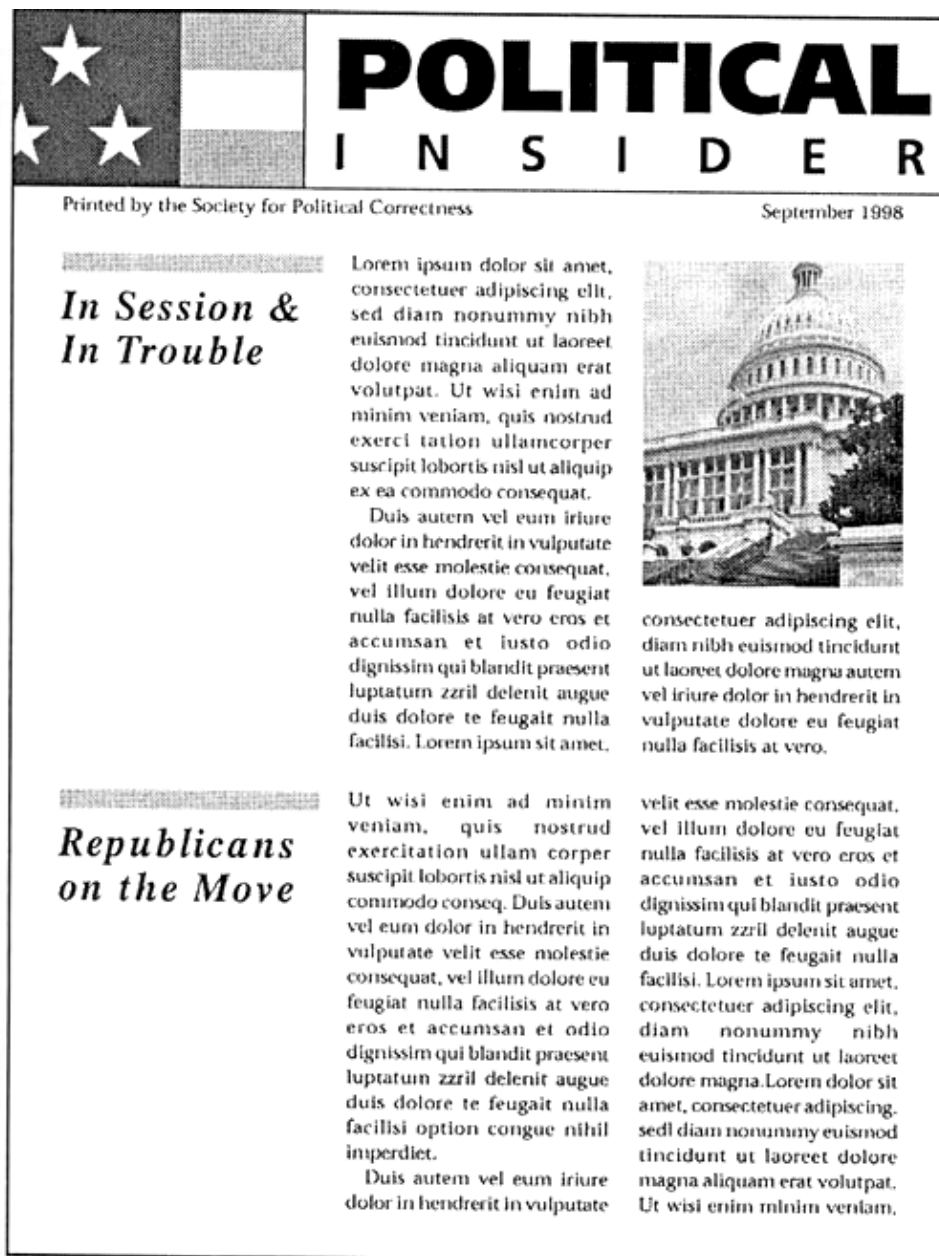 POLITICAL
INSIDER
Printed by the Society for Political Correctness
September 1998
In Session &
In Trouble
Lorem ipsum dolor sit amet,
consectetuer adipiscing elit,
sed diam nonummy nibh
euismod tincidunt ut laoreet
dolore magna aliquam erat
volutpat. Ut wisi enim ad
minim veniam, quis nostrud
exerci tation ullamcorper
suscipit lobortis nisl ut aliquip
ex ea commodo consequat.
Duis autem vel eum iriure
dolor in hendrerit in vulputate
velit esse molestie consequat,
vel illum dolore eu feugiat
nulla facilisis at vero eros et
accumsan et iusto odio
dignissim qui blandit praesent
luptatum zzril delenit augue
duis dolore te feugait nulla
facilisi. Lorem ipsum sit amet,
consectetuer adipiscing elit,
diam nibh euismod tincidunt
ut laoreet dolore magna autem
vel iriure dolor in hendrerit in
vulputate dolore eu feugiat
nulla facilisis at vero.
Republicans
on the Move
Ut wisi enim ad minim
veniam, quis nostrud
exercitation ullam corper
suscipit lobortis nisl ut aliquip
commodo conseq. Duis autem
vel eum dolor in hendrerit in
vulputate velit esse molestie
consequat, vel illum dolore eu
feugiat nulla facilisis at vero
eros et accumsan et odio
dignissim qui blandit praesent
luptatum zzril delenit augue
duis dolore te feugait nulla
facilisi option congue nihil
imperdiet.
Duis autem vel eum iriure
dolor in hendrerit in vulputate
velit esse molestie consequat,
vel illum dolore eu feugiat
nulla facilisis at vero eros et
accumsan et iusto odio
dignissim qui blandit praesent
luptatum zzril delenit augue
duis dolore te feugait nulla
facilisi. Lorem ipsum sit amet,
consectetuer adipiscing elit,
diam nonummy nibh
euismod tincidunt ut laoreet
dolore magna.Lorem dolor sit
amet, consectetuer adipiscing,
sedl diam nonummy euismod
tincidunt ut laoreet dolore
magna aliquam erat volutpat.
Ut wisi enim minim veniam,